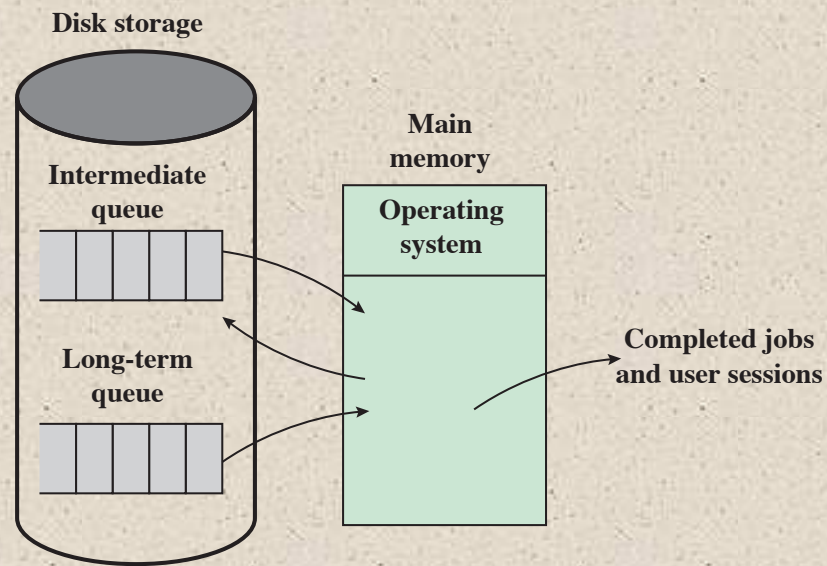 Disk storage
Main
memory
Intermediate
queue
Operating
system
Long-term
queue
Completed jobs
and user sessions